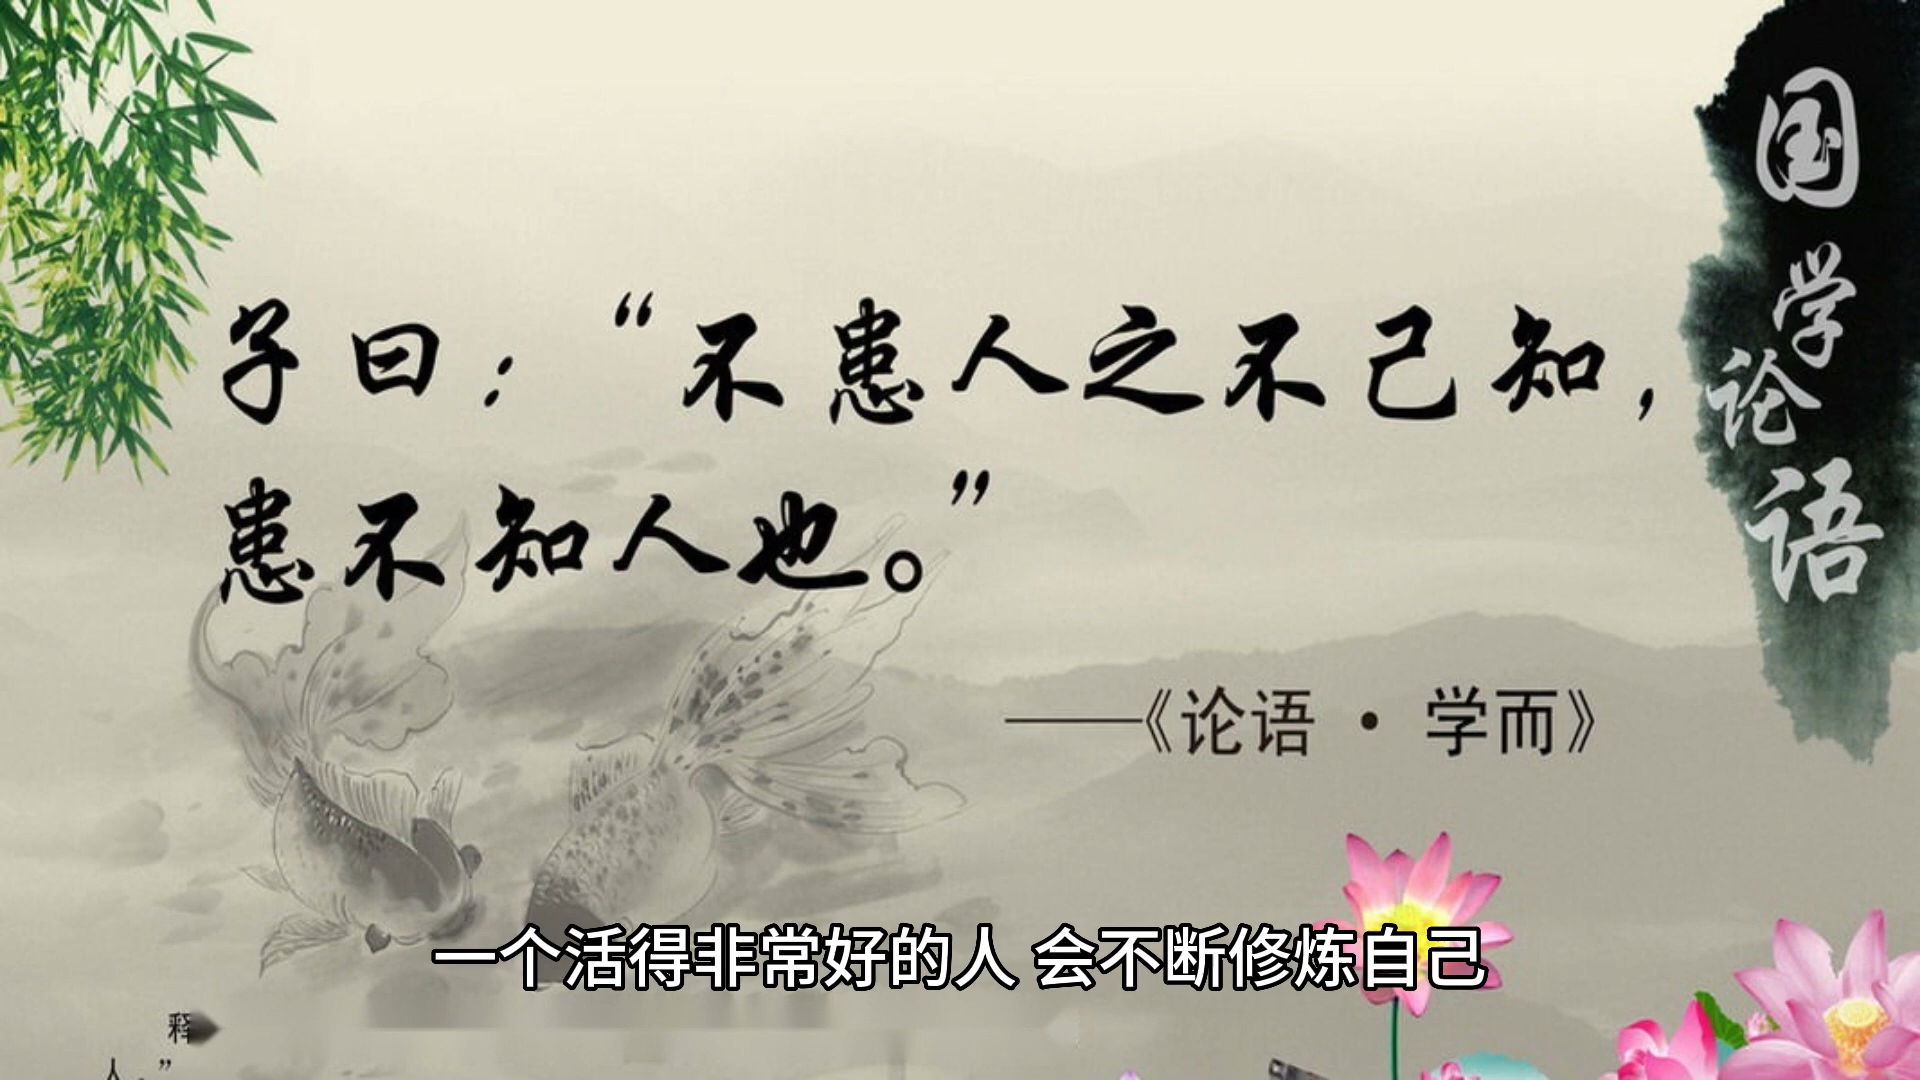 国学论语
子曰：“不患人之不己知，
患不知人也。”
——《论语·学而》
一个活得非常好的人 会不断修炼自己
释
人。”